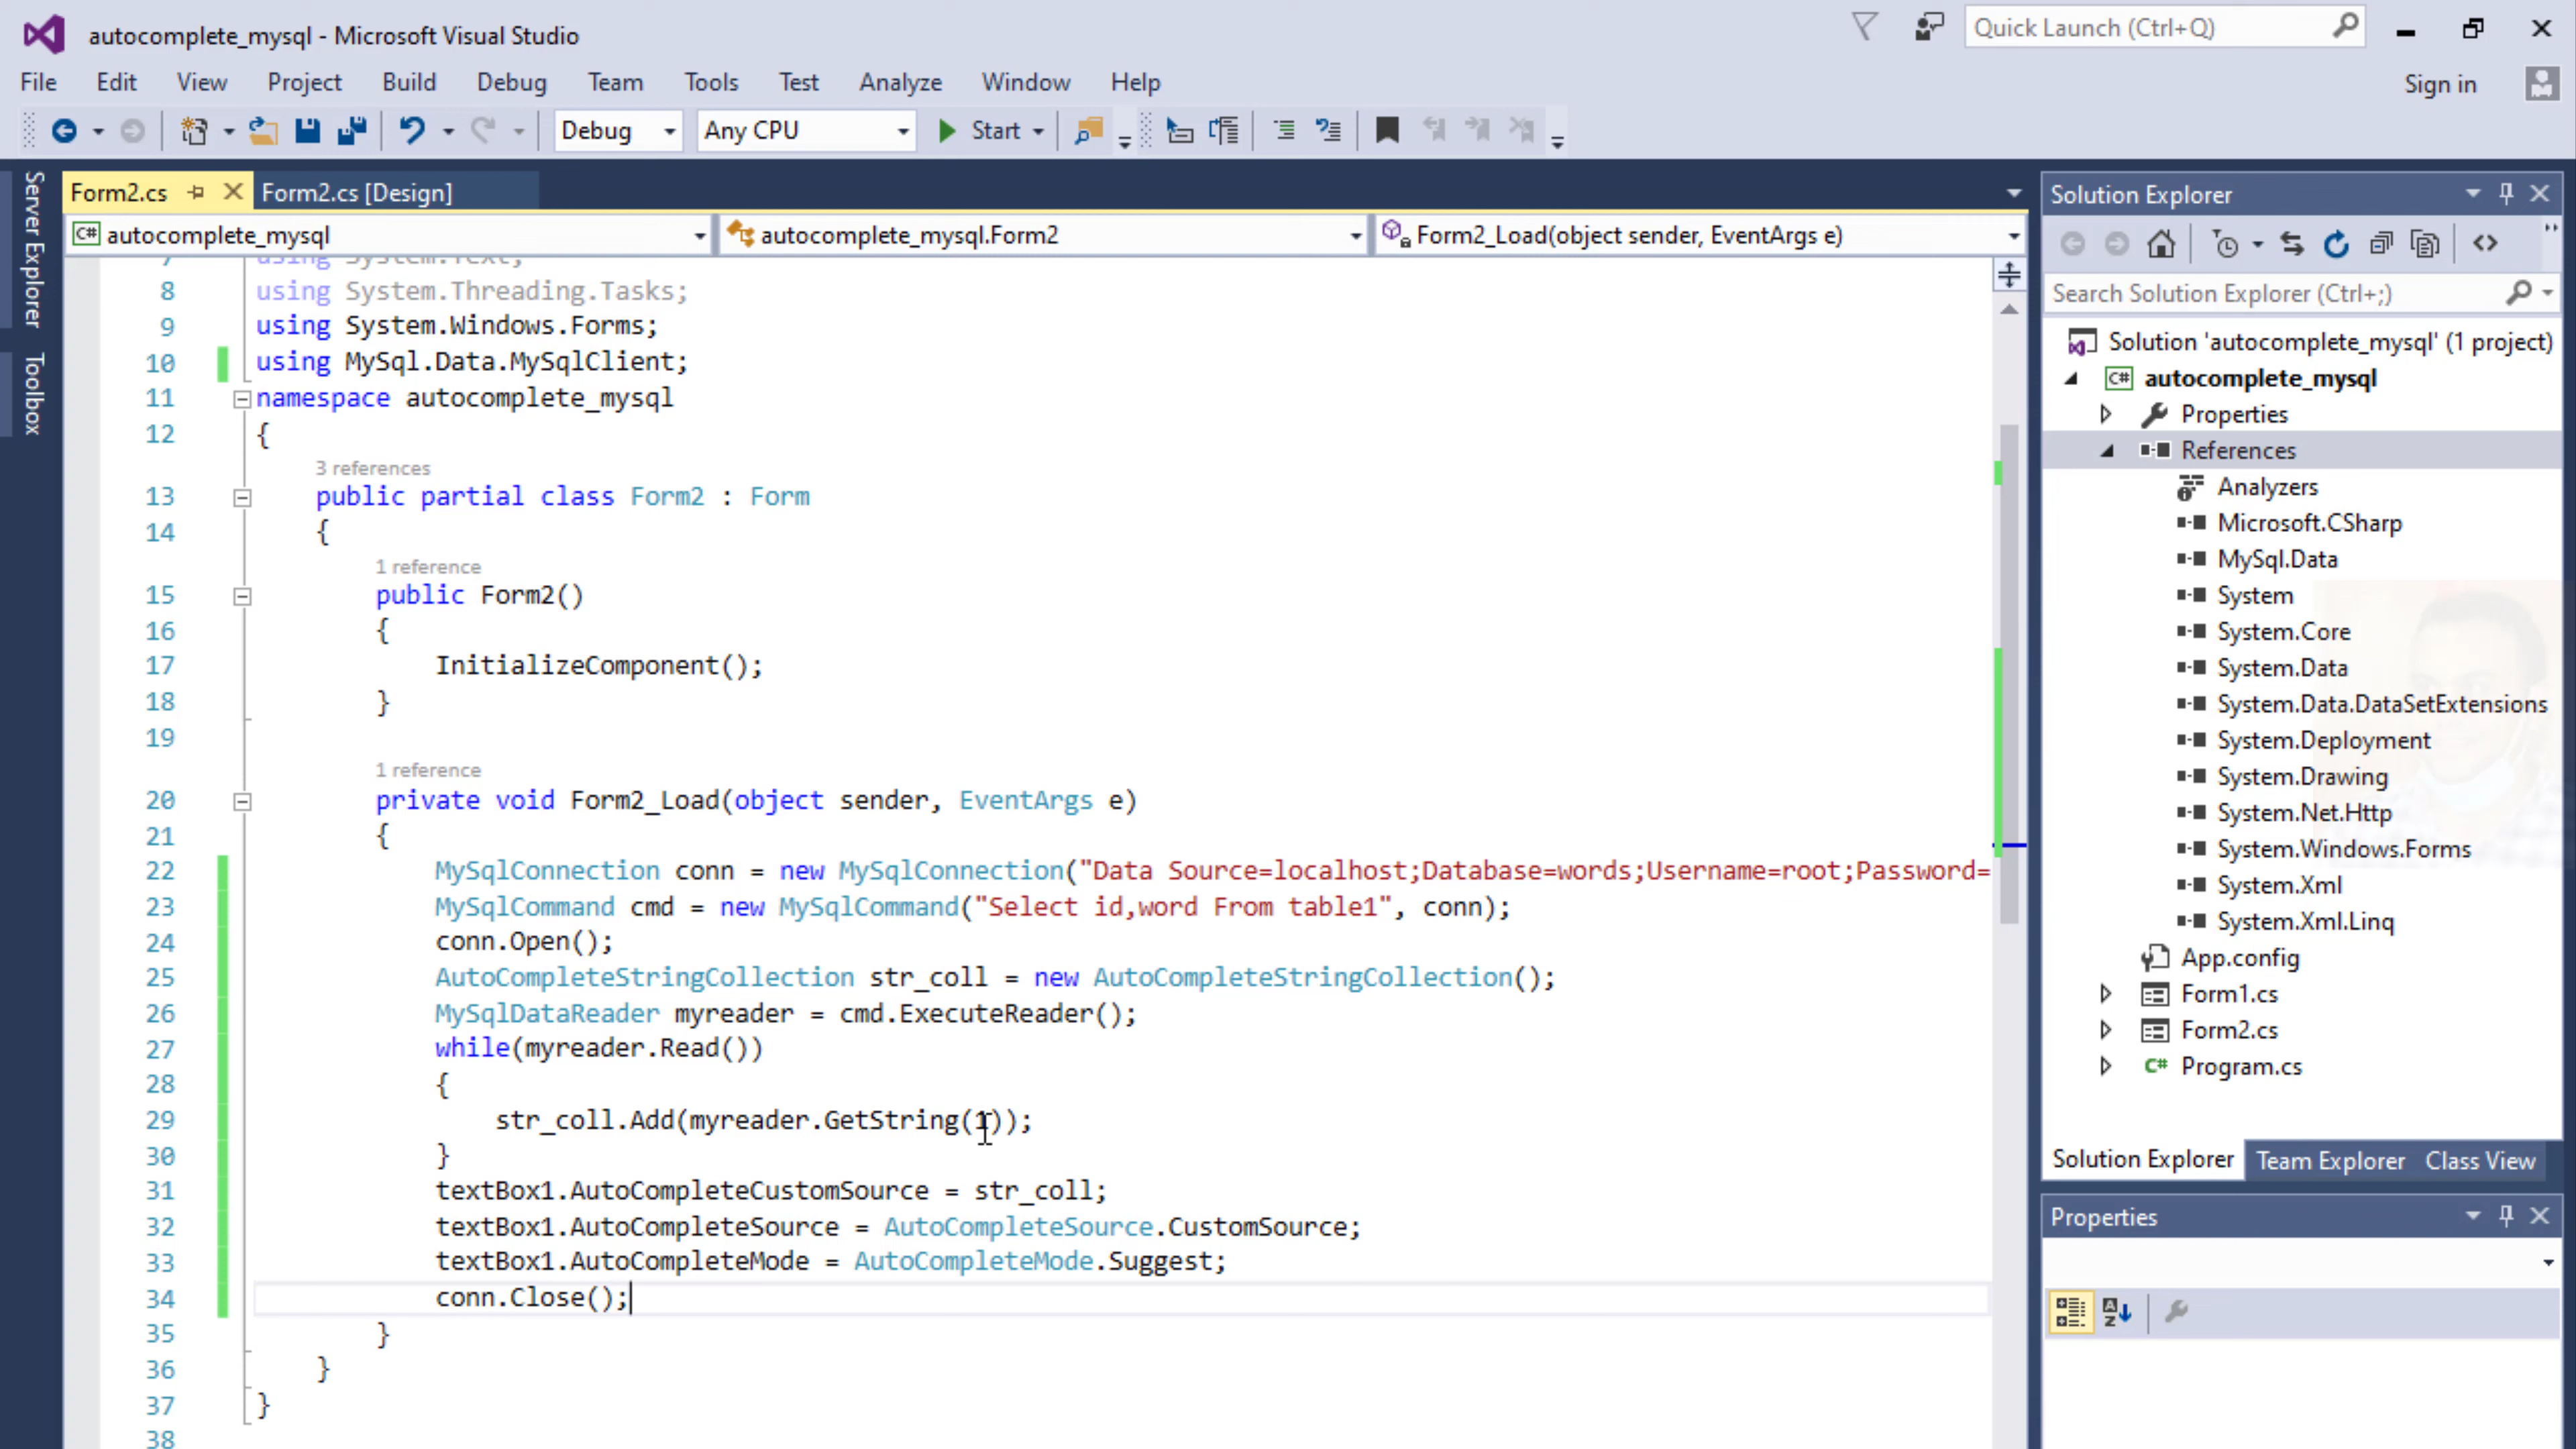 autocomplete_mysql - Microsoft Visual Studio
Quick Launch (Ctrl+Q)
File Edit View Project Build Debug Team Tools Test Analyze Window Help
Sign in
Debug Any CPU Start
Server Explorer
Toolbox
Form2.cs Form2.cs [Design]
C# autocomplete_mysql autocomplete_mysql.Form2 Form2_Load(object sender, EventArgs e)
7 using System.Text;
8 using System.Threading.Tasks;
9 using System.Windows.Forms;
10 using MySql.Data.MySqlClient;
11 namespace autocomplete_mysql
12 {
3 references
13 public partial class Form2 : Form
14 {
1 reference
15 public Form2()
16 {
17 InitializeComponent();
18 }
19
1 reference
20 private void Form2_Load(object sender, EventArgs e)
21 {
22 MySqlConnection conn = new MySqlConnection("Data Source=localhost;Database=words;Username=root;Password=
23 MySqlCommand cmd = new MySqlCommand("Select id,word From table1", conn);
24 conn.Open();
25 AutoCompleteStringCollection str_coll = new AutoCompleteStringCollection();
26 MySqlDataReader myreader = cmd.ExecuteReader();
27 while(myreader.Read())
28 {
29 str_coll.Add(myreader.GetString(1));
30 }
31 textBox1.AutoCompleteCustomSource = str_coll;
32 textBox1.AutoCompleteSource = AutoCompleteSource.CustomSource;
33 textBox1.AutoCompleteMode = AutoCompleteMode.Suggest;
34 conn.Close();
35 }
36 }
37 }
38
Solution Explorer
Search Solution Explorer (Ctrl+;)
Solution 'autocomplete_mysql' (1 project)
C# autocomplete_mysql
Properties
References
Analyzers
Microsoft.CSharp
MySql.Data
System
System.Core
System.Data
System.Data.DataSetExtensions
System.Deployment
System.Drawing
System.Net.Http
System.Windows.Forms
System.Xml
System.Xml.Linq
App.config
Form1.cs
Form2.cs
C# Program.cs
Solution Explorer Team Explorer Class View
Properties